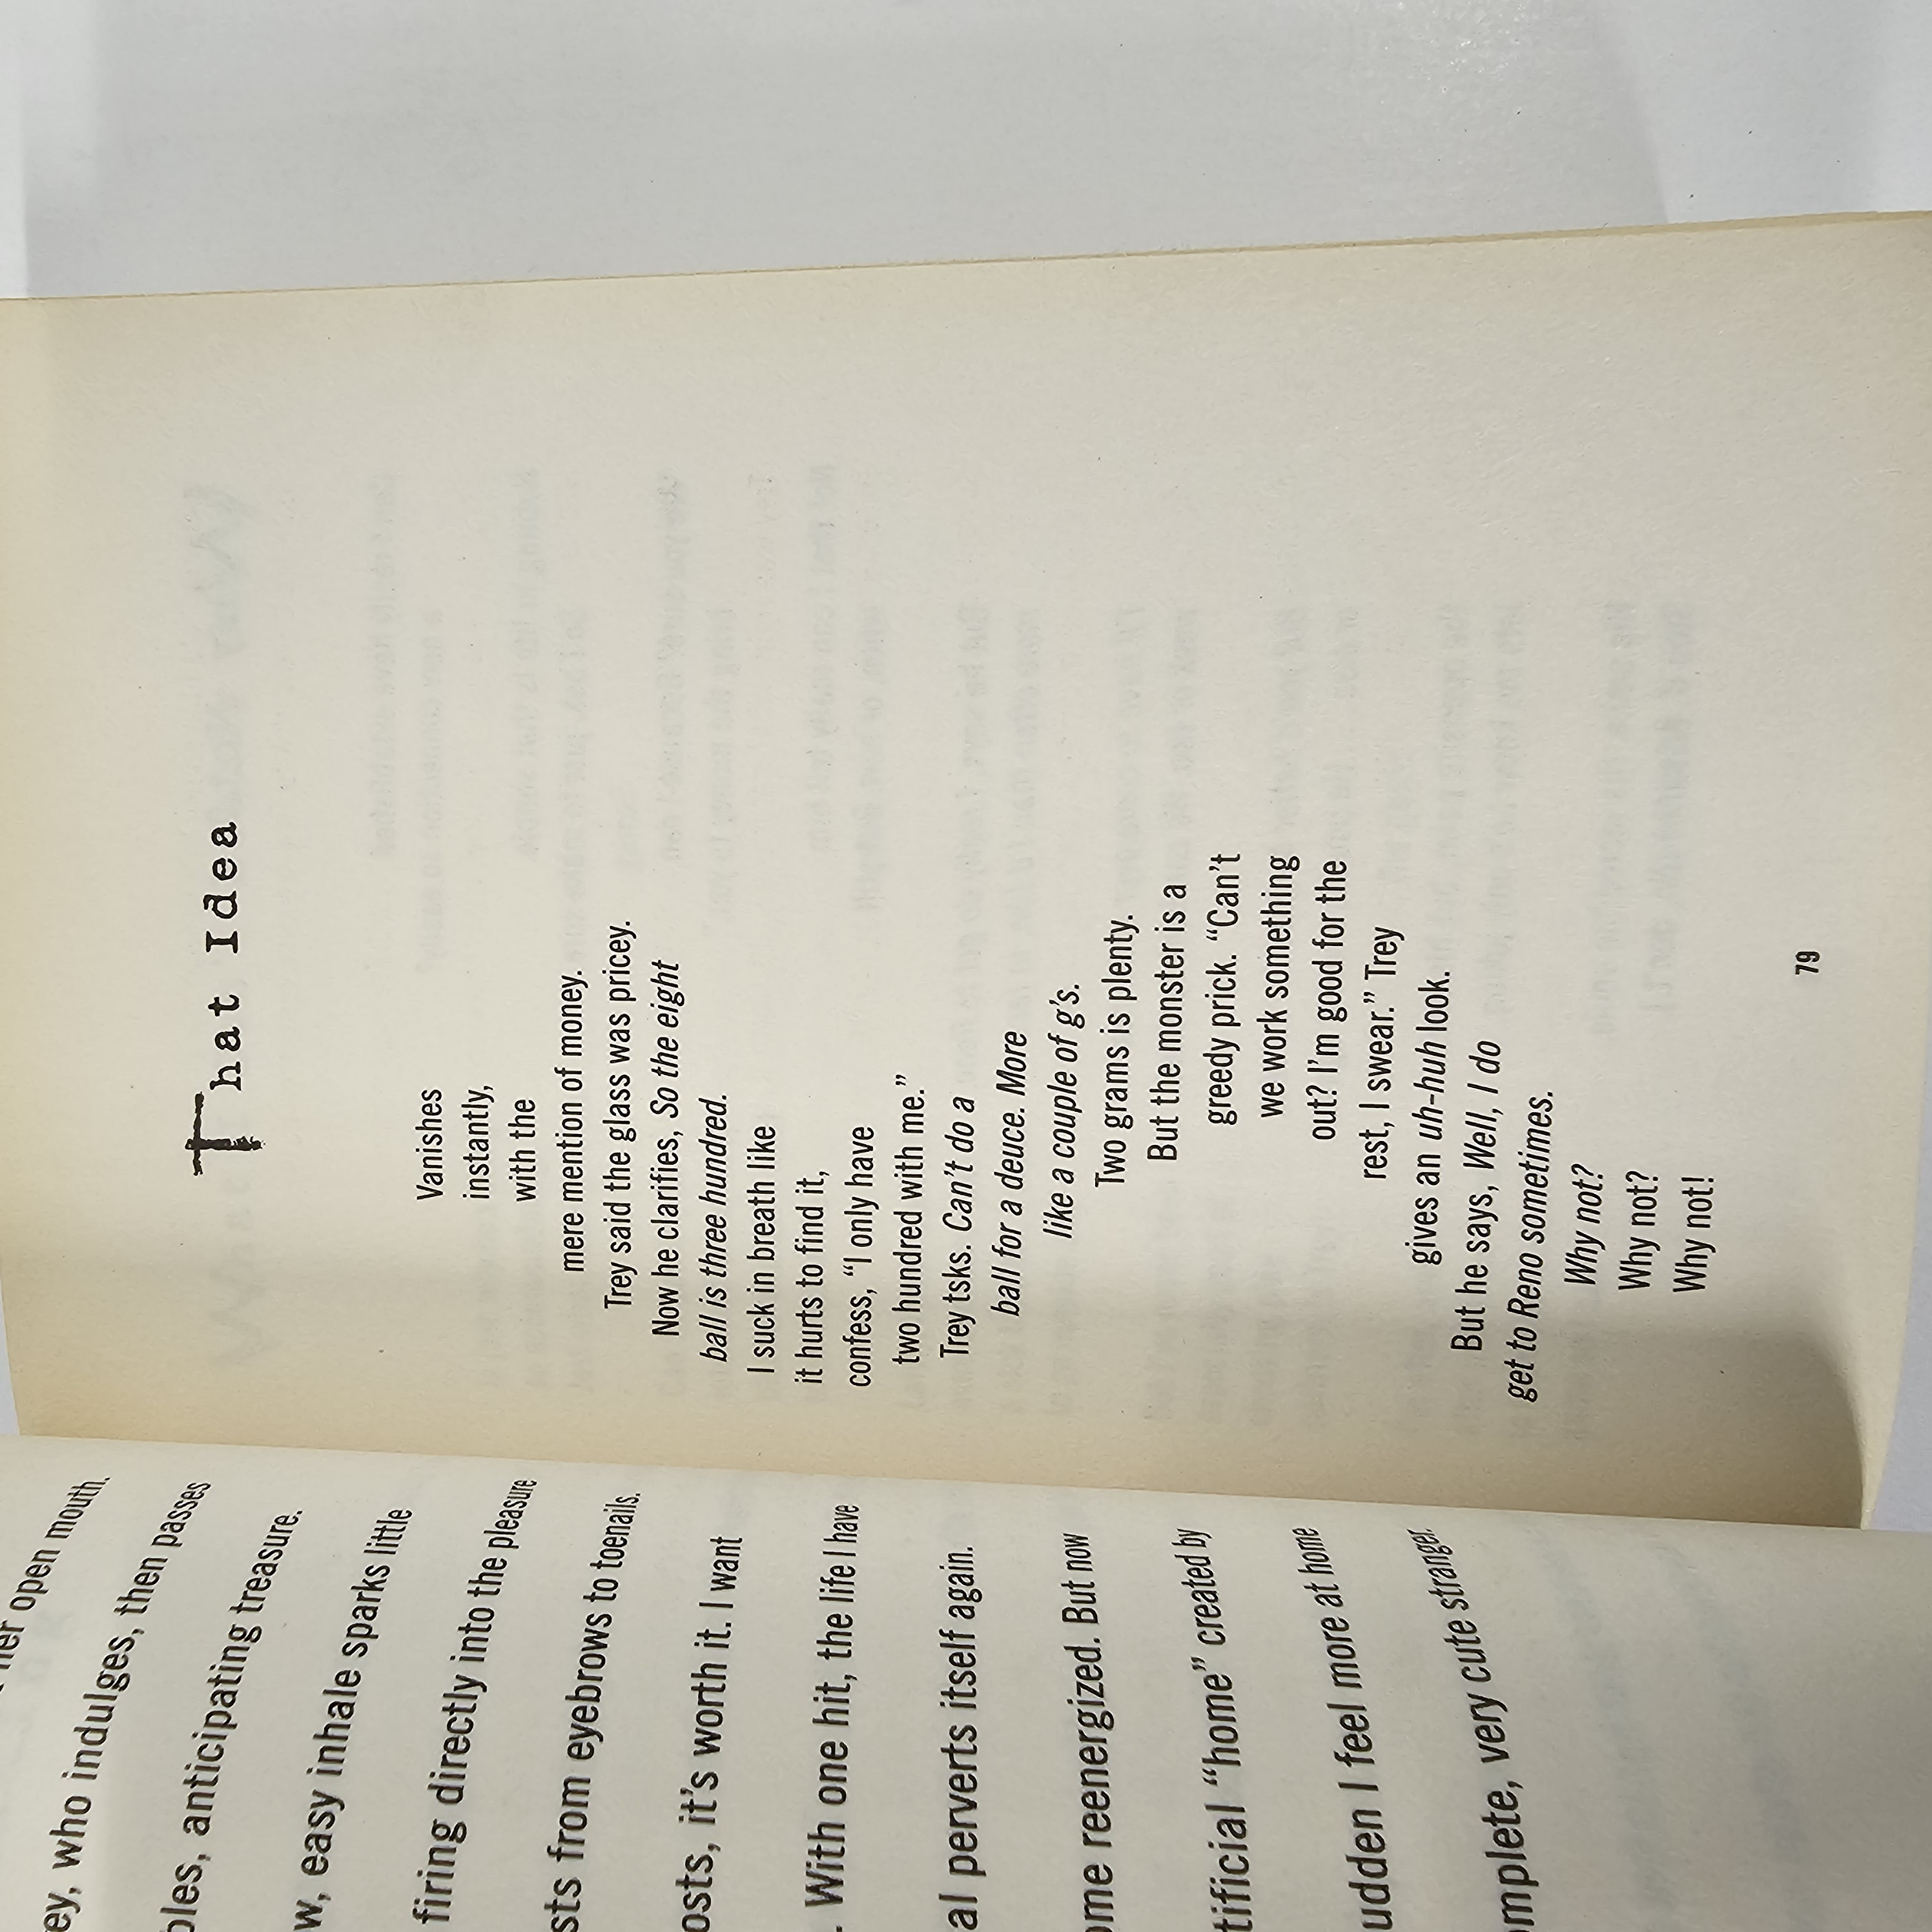 her open mouth.
ey, who indulges, then passes
bles, anticipating treasure.
w, easy inhale sparks little
firing directly into the pleasure
sts from eyebrows to toenails.
osts, it's worth it. I want
. With one hit, the life I have
al perverts itself again.
ome reenergized. But now
tificial “home” created by
udden I feel more at home
omplete, very cute stranger.
That Idea
Vanishes
instantly,
with the
mere mention of money.
Trey said the glass was pricey.
Now he clarifies, So the eight
ball is three hundred.
I suck in breath like
it hurts to find it,
confess, “I only have
two hundred with me.”
Trey tsks. Can't do a
ball for a deuce. More
like a couple of g's.
Two grams is plenty.
But the monster is a
greedy prick. “Can't
we work something
out? I'm good for the
rest, I swear.” Trey
gives an uh-huh look.
But he says, Well, I do
get to Reno sometimes.
Why not?
Why not?
Why not!
79